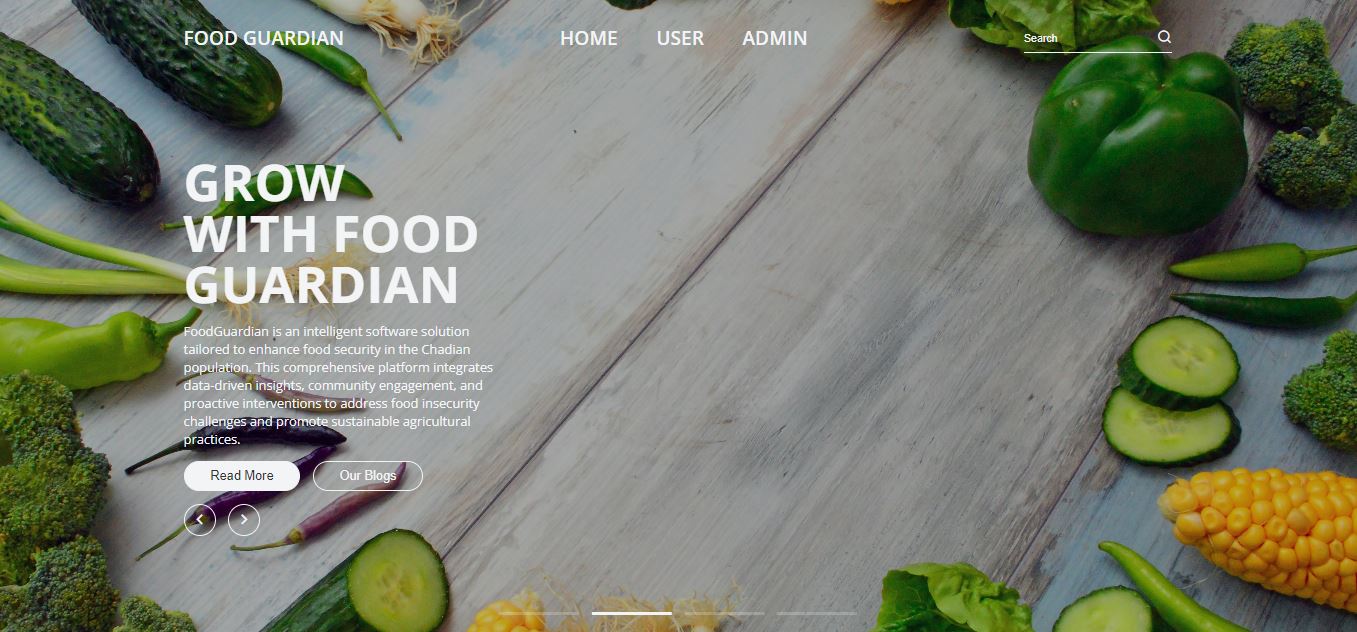 FOOD GUARDIAN
HOME USER ADMIN
Search
GROW
WITH FOOD
GUARDIAN
FoodGuardian is an intelligent software solution
tailored to enhance food security in the Chadian
population. This comprehensive platform integrates
data-driven insights, community engagement, and
proactive interventions to address food insecurity
challenges and promote sustainable agricultural
practices.
Read More Our Blogs